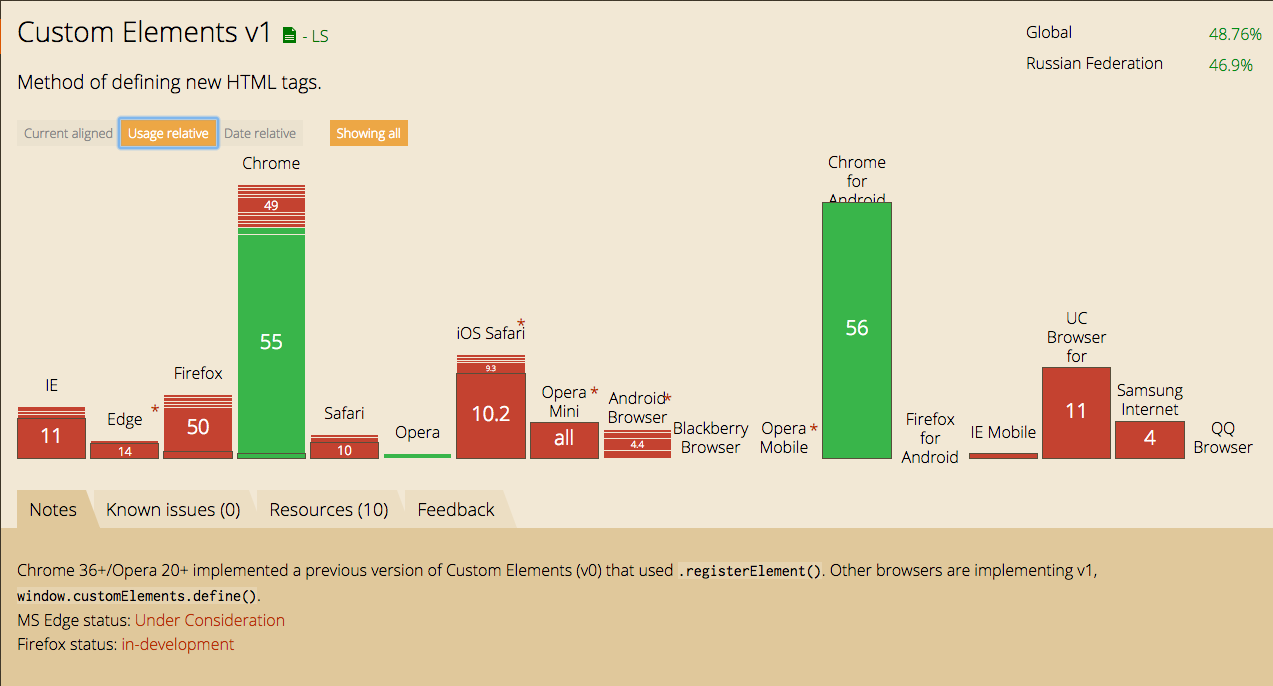 Custom Elements v1 - LS
Global 48.76%
Russian Federation 46.9%
Method of defining new HTML tags.
Current aligned Usage relative Date relative Showing all
IE
11
Edge *
14
Firefox
50
Chrome
49
55
Safari
10
Opera
iOS Safari *
9.3
10.2
Opera *
Mini
all
Android *
Browser
4.4
Blackberry
Browser
Opera *
Mobile
Chrome
for
Android
56
Firefox
for
Android
IE Mobile
UC
Browser
for
11
Samsung
Internet
4
QQ
Browser
Notes Known issues (0) Resources (10) Feedback
Chrome 36+/Opera 20+ implemented a previous version of Custom Elements (v0) that used .registerElement(). Other browsers are implementing v1,
window.customElements.define().
MS Edge status: Under Consideration
Firefox status: in-development